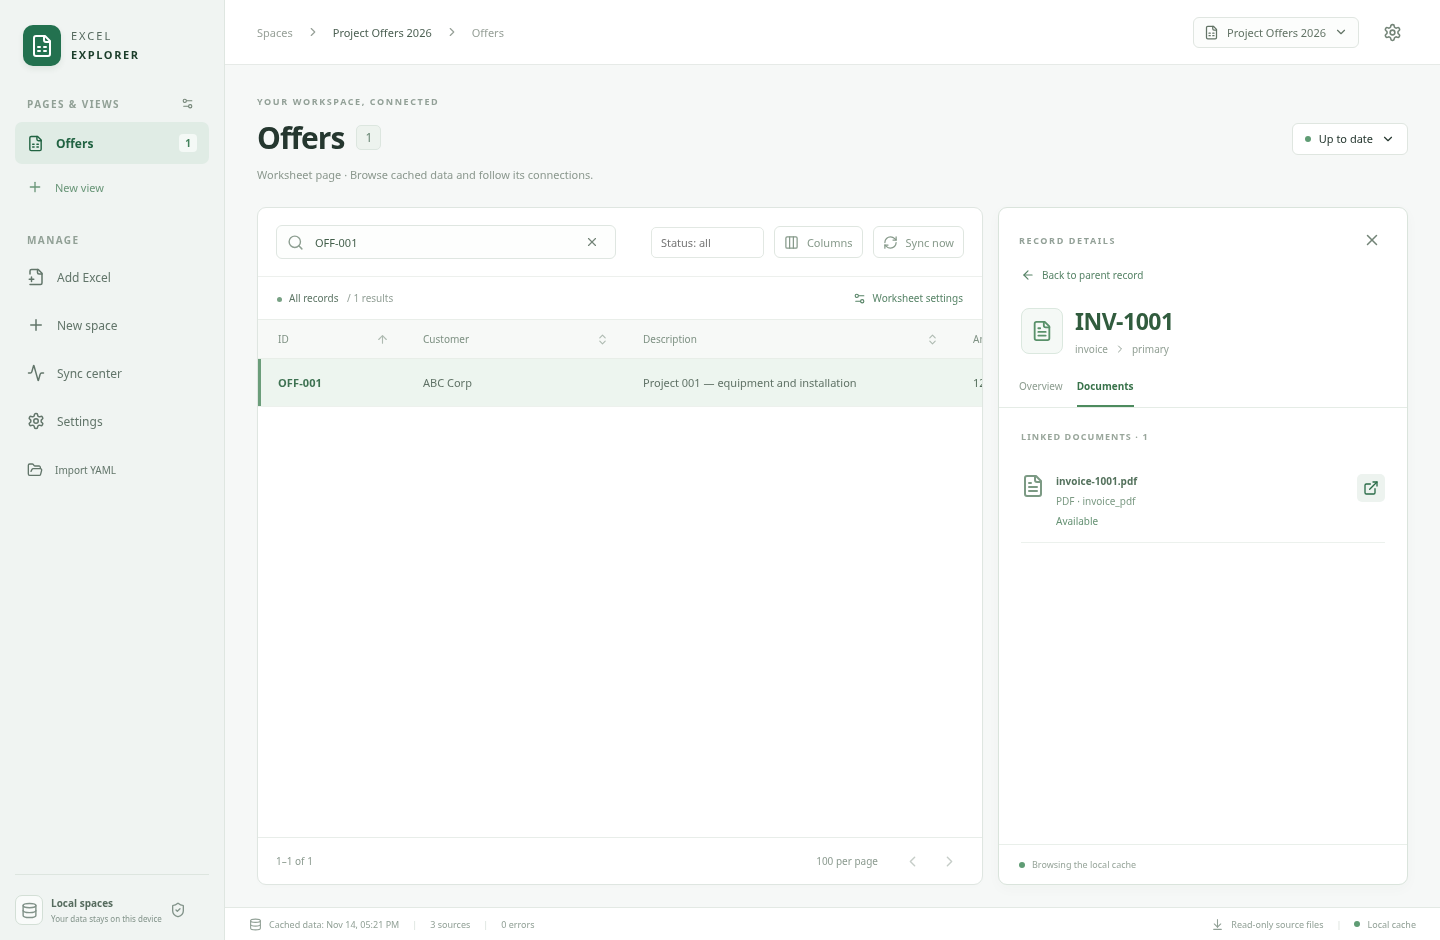 EXCEL
EXPLORER
PAGES & VIEWS
Offers 1
New view
MANAGE
Add Excel
New space
Sync center
Settings
Import YAML
Local spaces
Your data stays on this device
Spaces Project Offers 2026 Offers
Project Offers 2026
YOUR WORKSPACE, CONNECTED
Offers 1
Up to date
Worksheet page · Browse cached data and follow its connections.
OFF-001
Status: all
Columns
Sync now
All records / 1 results
Worksheet settings
ID Customer Description
OFF-001 ABC Corp Project 001 — equipment and installation 12
1–1 of 1
100 per page
RECORD DETAILS
Back to parent record
INV-1001
invoice primary
Overview Documents
LINKED DOCUMENTS · 1
invoice-1001.pdf
PDF · invoice_pdf
Available
Browsing the local cache
Cached data: Nov 14, 05:21 PM 3 sources 0 errors
Read-only source files Local cache